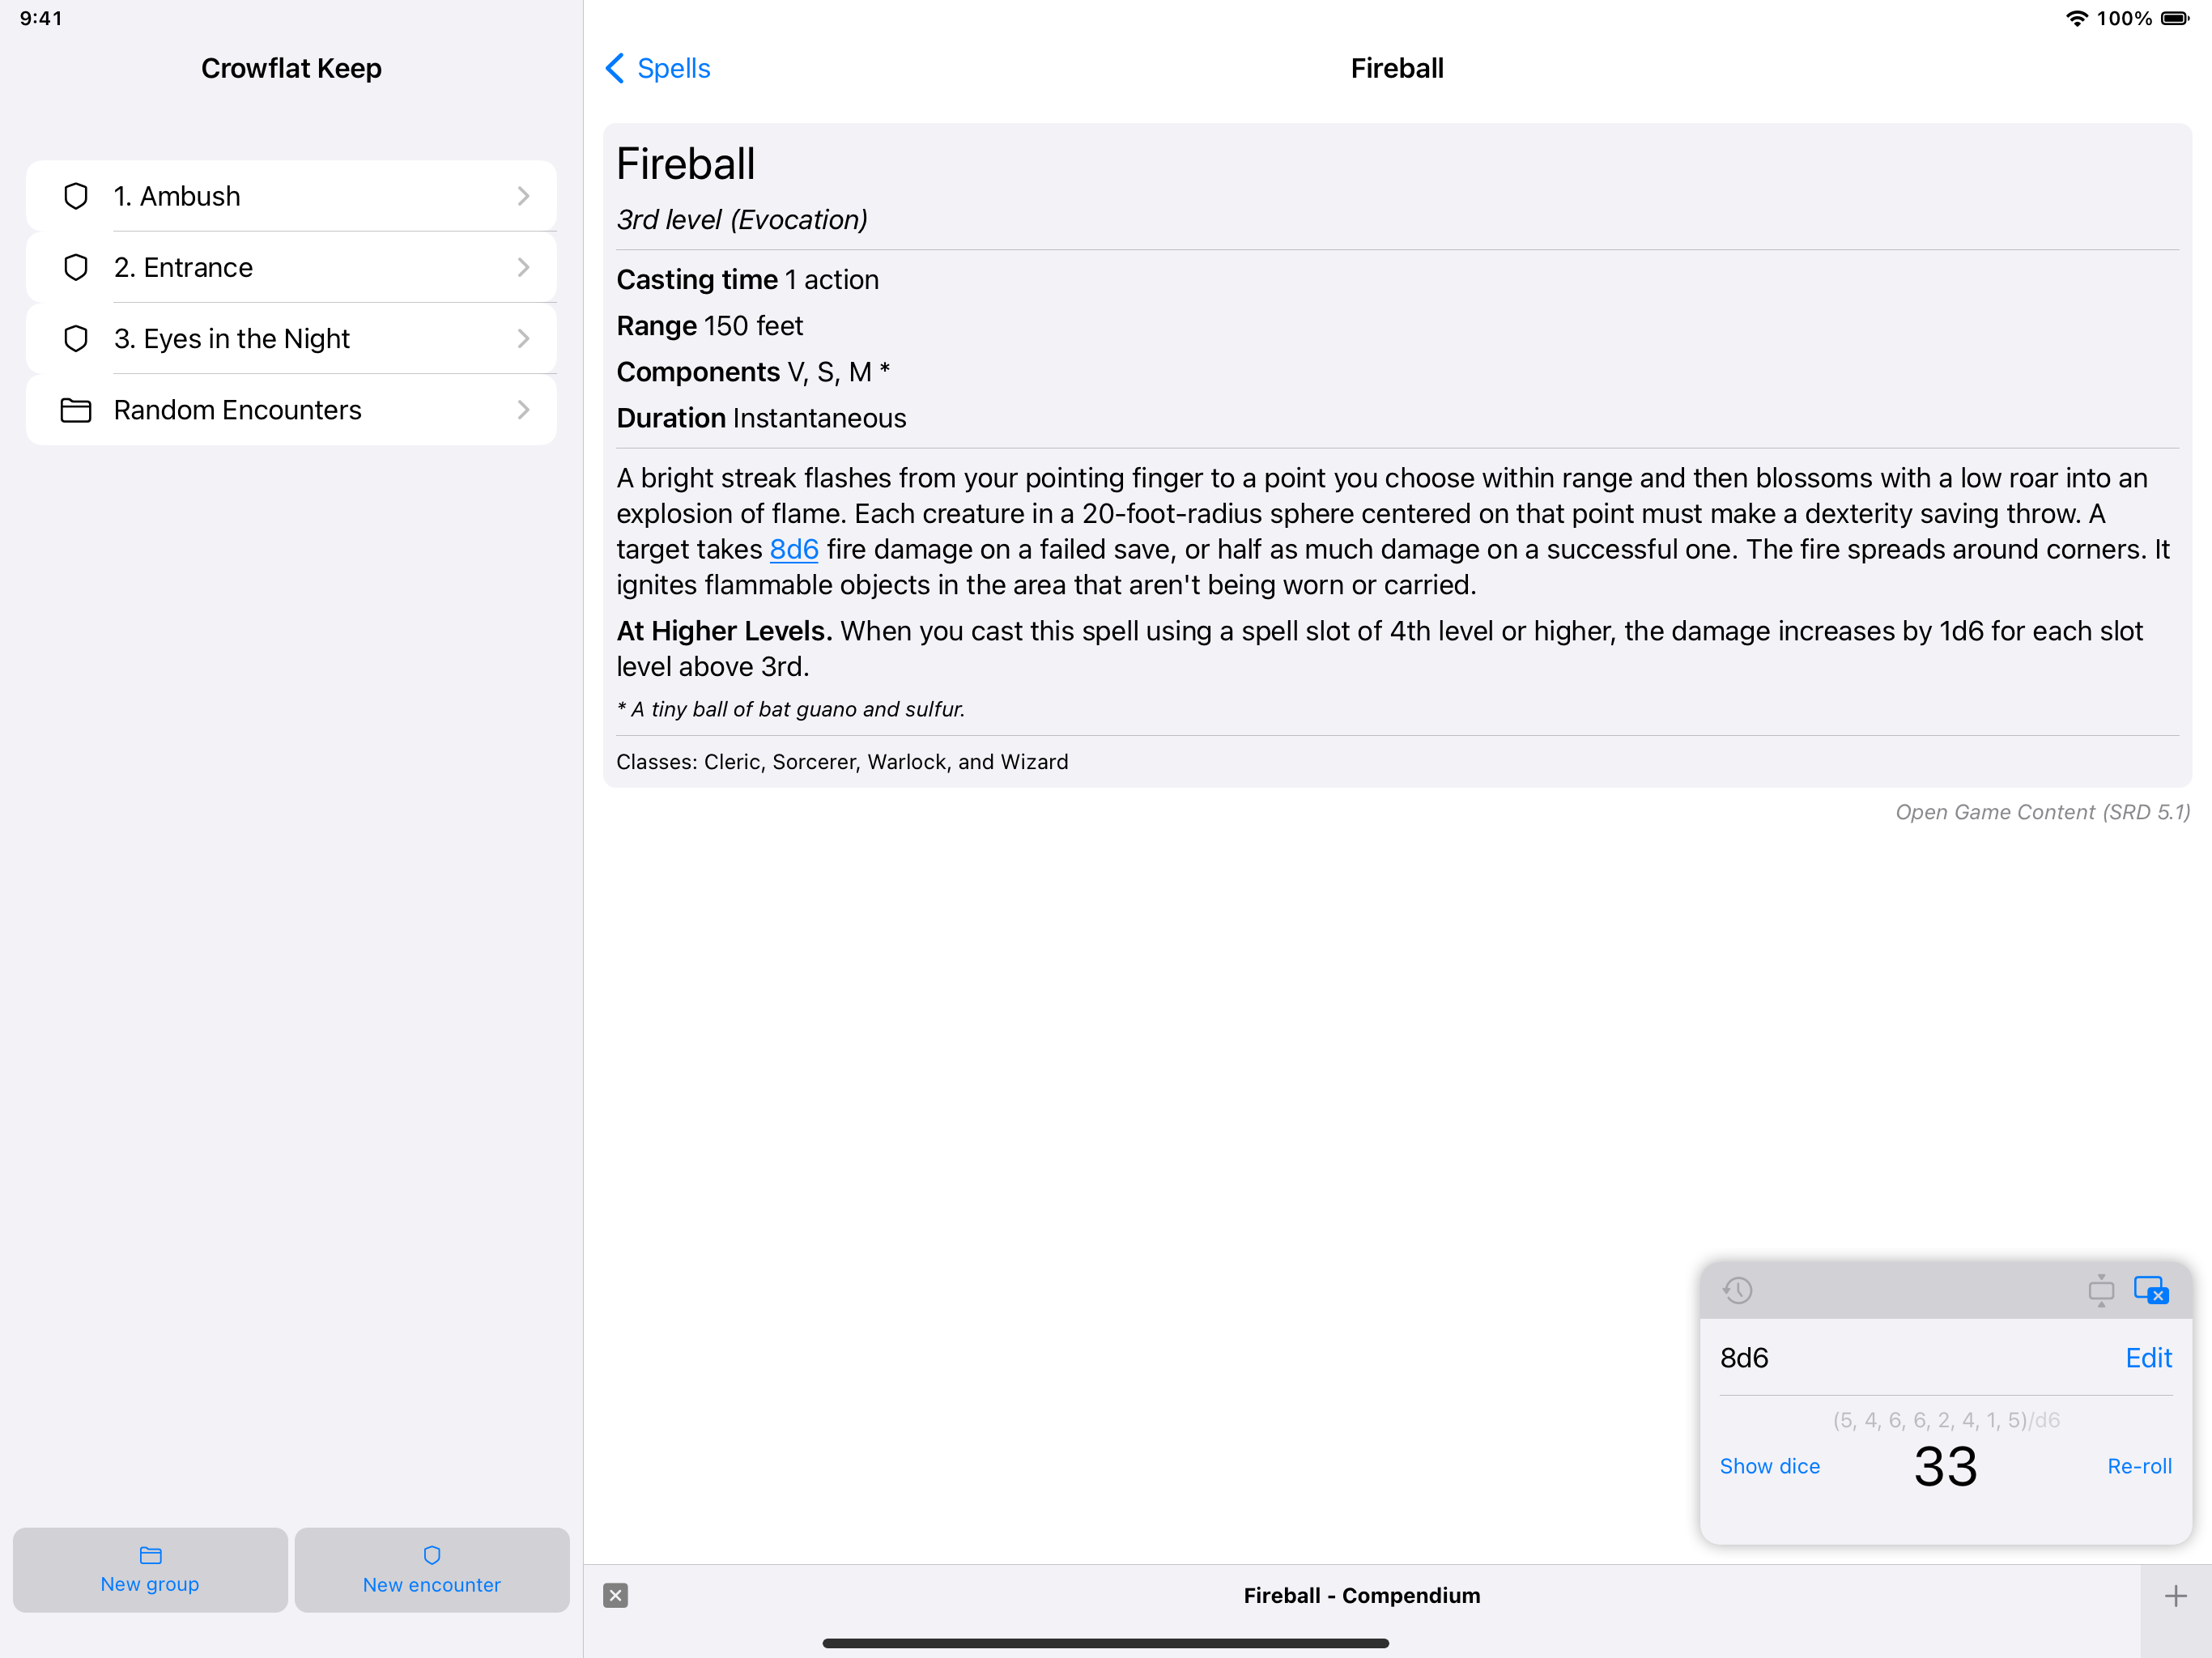 9:41
100%
Crowflat Keep
1. Ambush
2. Entrance
3. Eyes in the Night
Random Encounters
New group
New encounter
Spells
Fireball
Fireball
3rd level (Evocation)
Casting time 1 action
Range 150 feet
Components V, S, M *
Duration Instantaneous
A bright streak flashes from your pointing finger to a point you choose within range and then blossoms with a low roar into an
explosion of flame. Each creature in a 20-foot-radius sphere centered on that point must make a dexterity saving throw. A
target takes 8d6 fire damage on a failed save, or half as much damage on a successful one. The fire spreads around corners. It
ignites flammable objects in the area that aren't being worn or carried.
At Higher Levels. When you cast this spell using a spell slot of 4th level or higher, the damage increases by 1d6 for each slot
level above 3rd.
* A tiny ball of bat guano and sulfur.
Classes: Cleric, Sorcerer, Warlock, and Wizard
Open Game Content (SRD 5.1)
8d6
Edit
(5, 4, 6, 6, 2, 4, 1, 5)/d6
Show dice
33
Re-roll
Fireball - Compendium